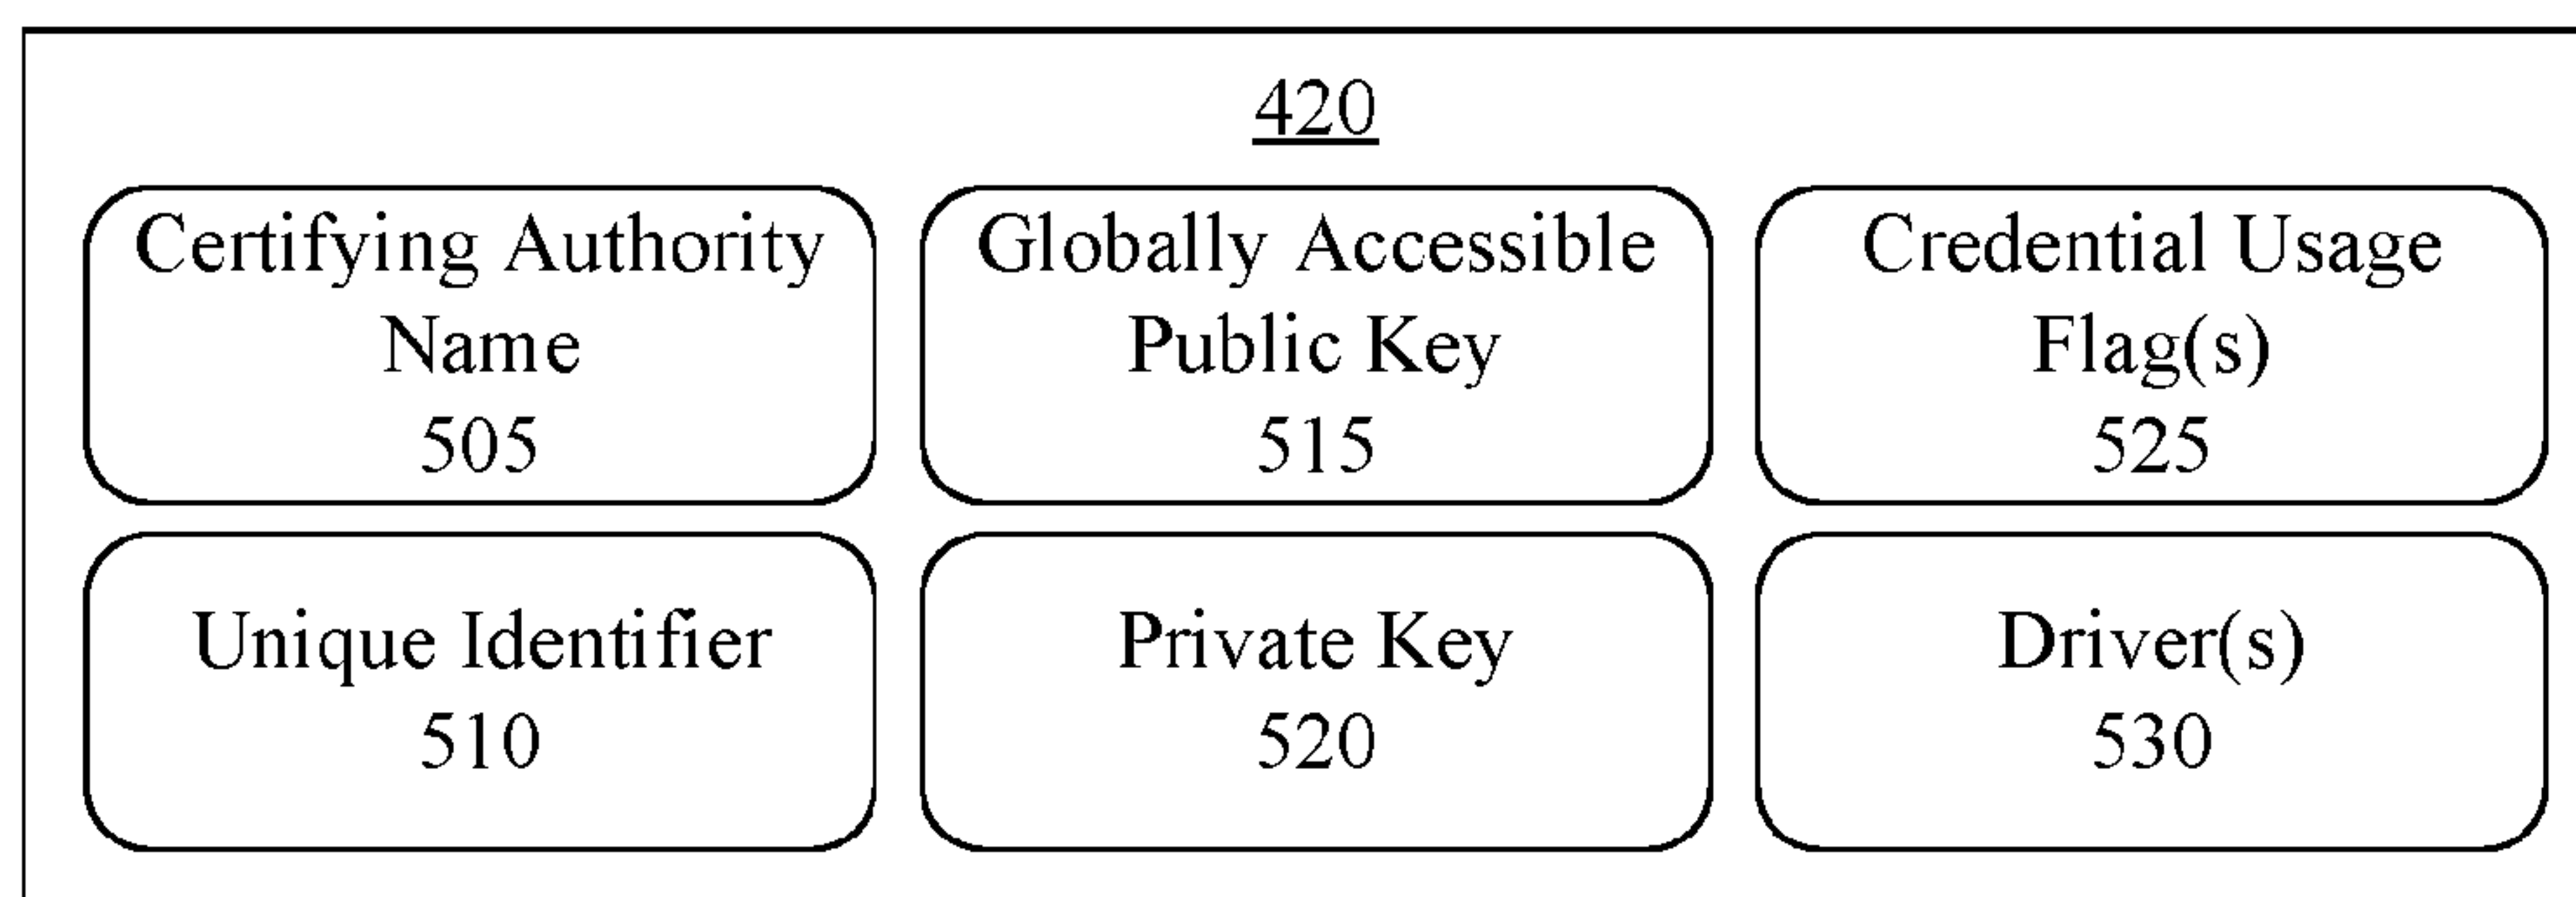 420
Certifying Authority
Name
505
Globally Accessible
Public Key
515
Credential Usage
Flag(s)
525
Unique Identifier
510
Private Key
520
Driver(s)
530